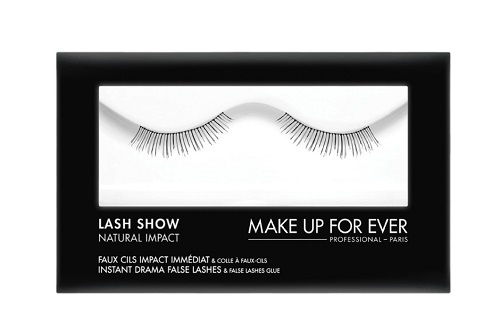 LASH SHOW
NATURAL IMPACT
MAKE UP FOR EVER
PROFESSIONAL – PARIS
FAUX CILS IMPACT IMMÉDIAT & COLLE À FAUX-CILS
INSTANT DRAMA FALSE LASHES & FALSE LASHES GLUE